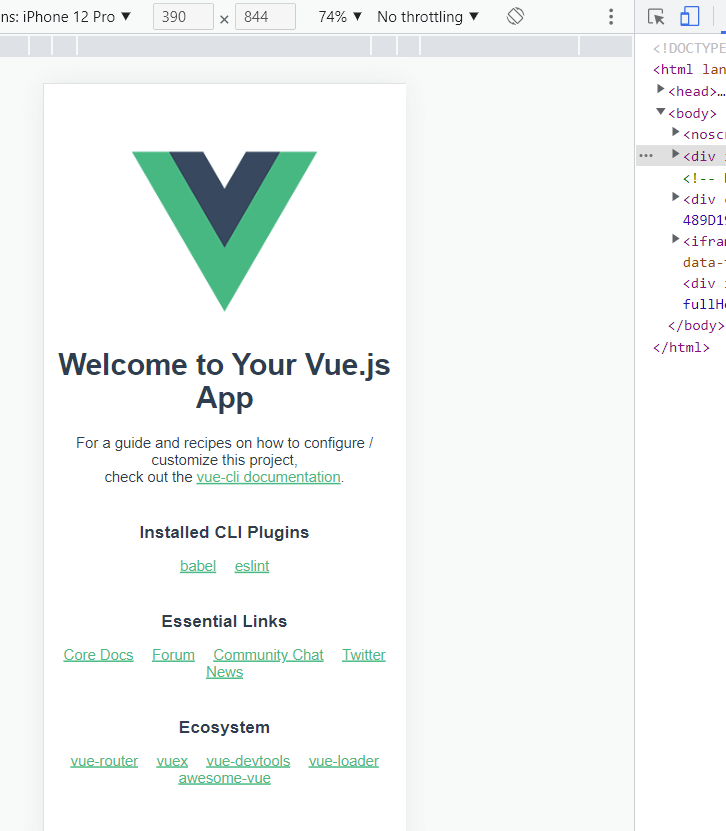 ns: iPhone 12 Pro ▼ 390 × 844 74% ▼ No throttling ▼
Welcome to Your Vue.js
App
For a guide and recipes on how to configure /
customize this project,
check out the vue-cli documentation.
Installed CLI Plugins
babel eslint
Essential Links
Core Docs Forum Community Chat Twitter
News
Ecosystem
vue-router vuex vue-devtools vue-loader
awesome-vue
<!DOCTYPE
<html lan
<head>…
<body>
<noscr
<div
<!--
<div
489D19
<ifra
data-
<div
fullHe
</body>
</html>